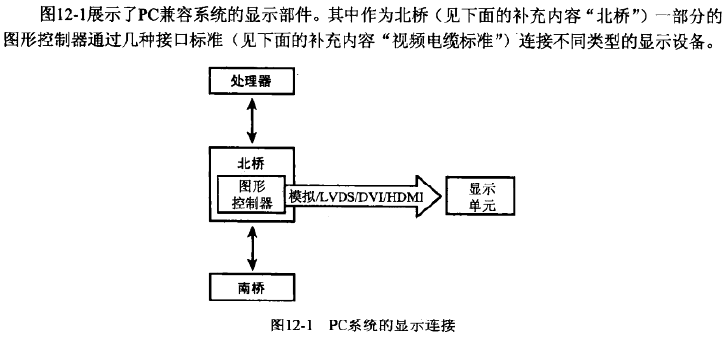 图12-1展示了PC兼容系统的显示部件。其中作为北桥（见下面的补充内容“北桥”）一部分的
图形控制器通过几种接口标准（见下面的补充内容“视频电缆标准”）连接不同类型的显示设备。
处理器
北桥
图形
控制器
模拟/LVDS/DVI/HDMI
显示
单元
南桥
图12-1 PC系统的显示连接